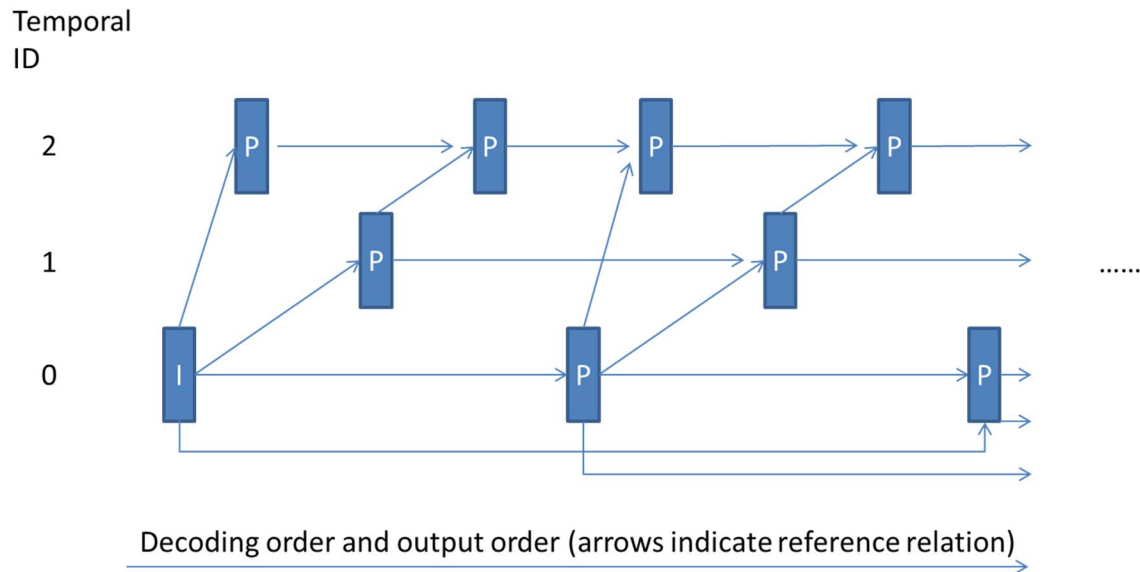 Temporal
ID
2
P
P
P
P
1
P
P
......
0
I
P
P
Decoding order and output order (arrows indicate reference relation)